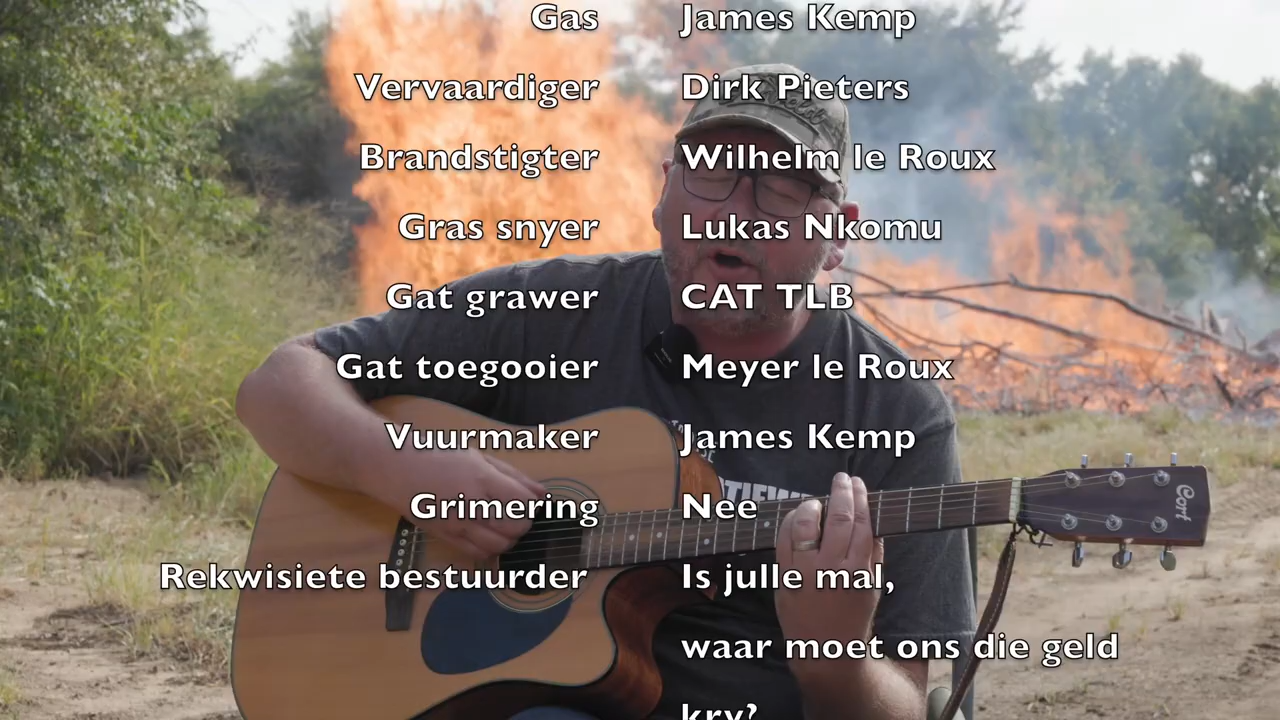 Gas James Kemp
Vervaardiger Dirk Pieters
Brandstigter Wilhelm le Roux
Gras snyer Lukas Nkomu
Gat grawer CAT TLB
Gat toegooier Meyer le Roux
Vuurmaker James Kemp
Grimering Nee
Rekwisiete bestuurder Is julle mal,
waar moet ons die geld
kry?
Cort